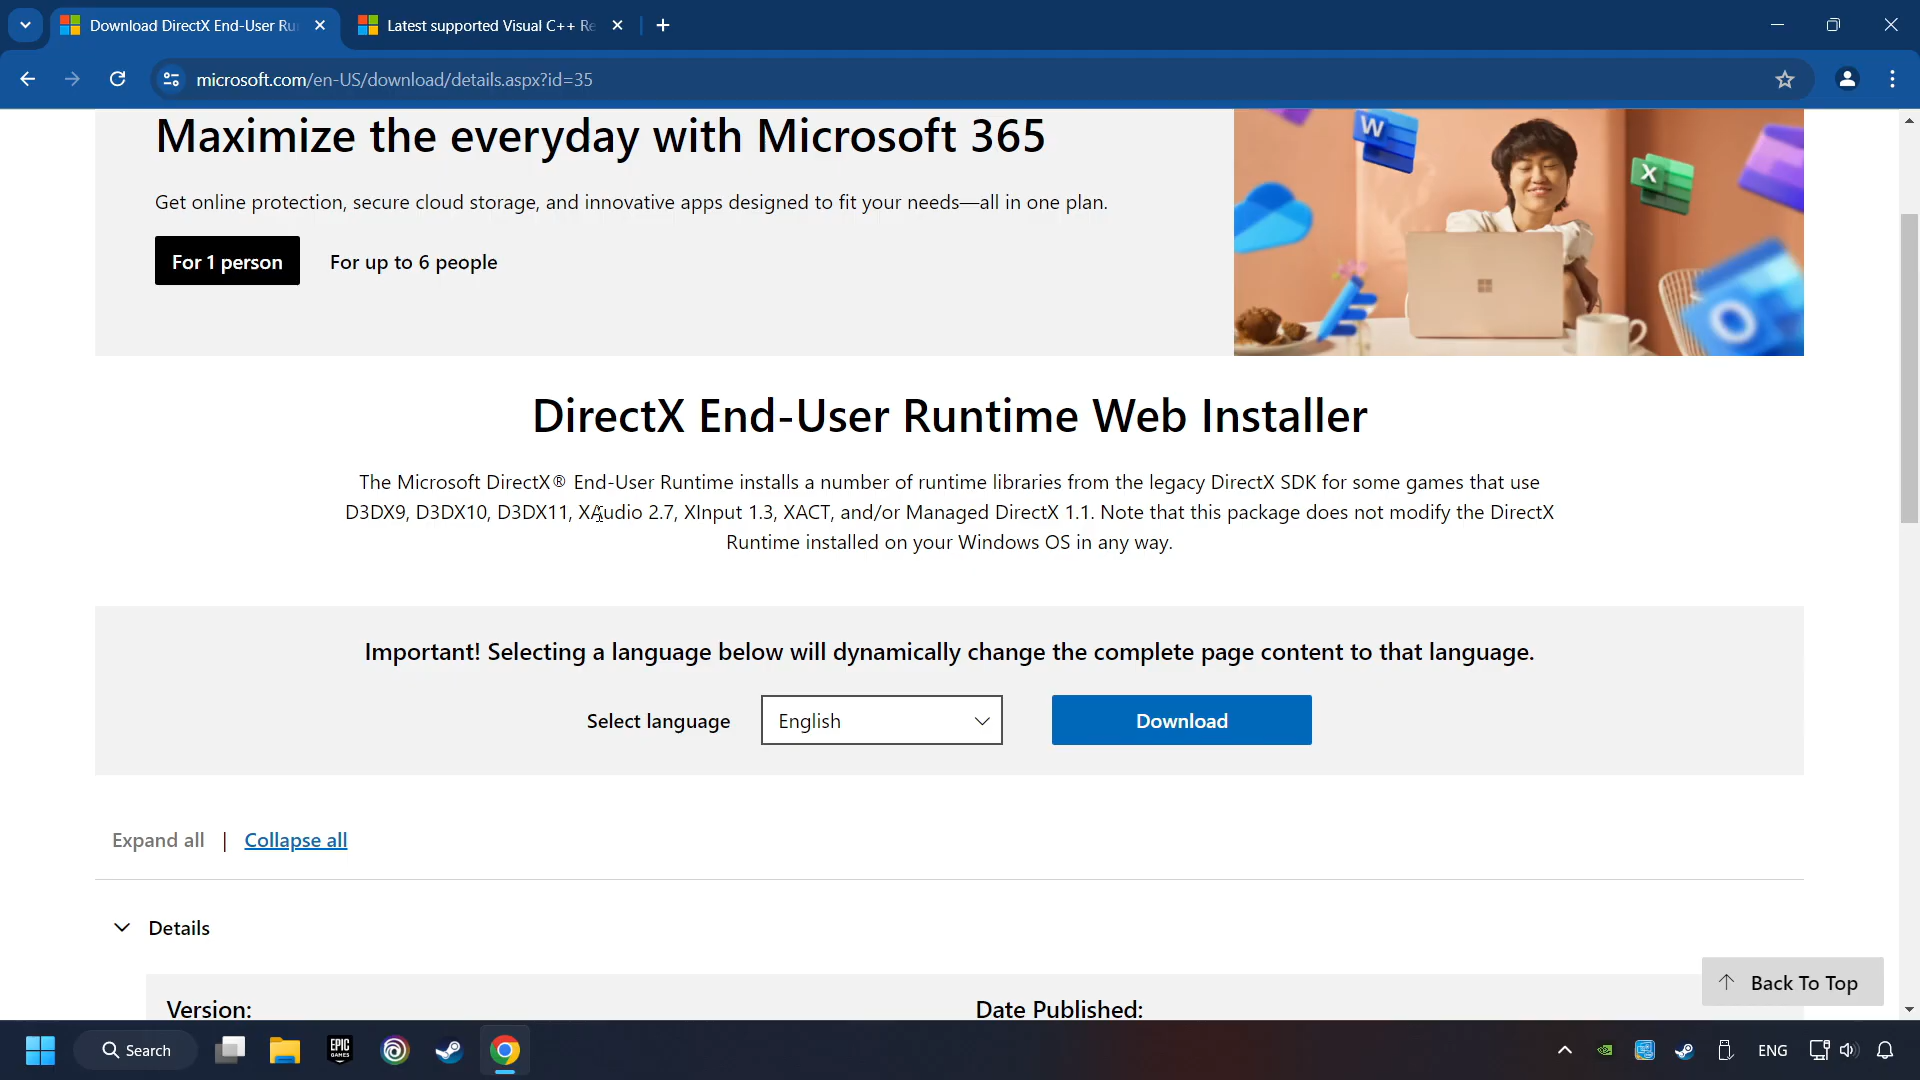 Download DirectX End-User Ru
Latest supported Visual C++ Re
microsoft.com/en-US/download/details.aspx?id=35
Maximize the everyday with Microsoft 365
Get online protection, secure cloud storage, and innovative apps designed to fit your needs—all in one plan.
For 1 person
For up to 6 people
W
X
DirectX End-User Runtime Web Installer
The Microsoft DirectX® End-User Runtime installs a number of runtime libraries from the legacy DirectX SDK for some games that use
D3DX9, D3DX10, D3DX11, XAudio 2.7, XInput 1.3, XACT, and/or Managed DirectX 1.1. Note that this package does not modify the DirectX
Runtime installed on your Windows OS in any way.
Important! Selecting a language below will dynamically change the complete page content to that language.
Select language
English
Download
Expand all | Collapse all
Details
Back To Top
Version:
Date Published:
Search
EPIC
GAMES
ENG